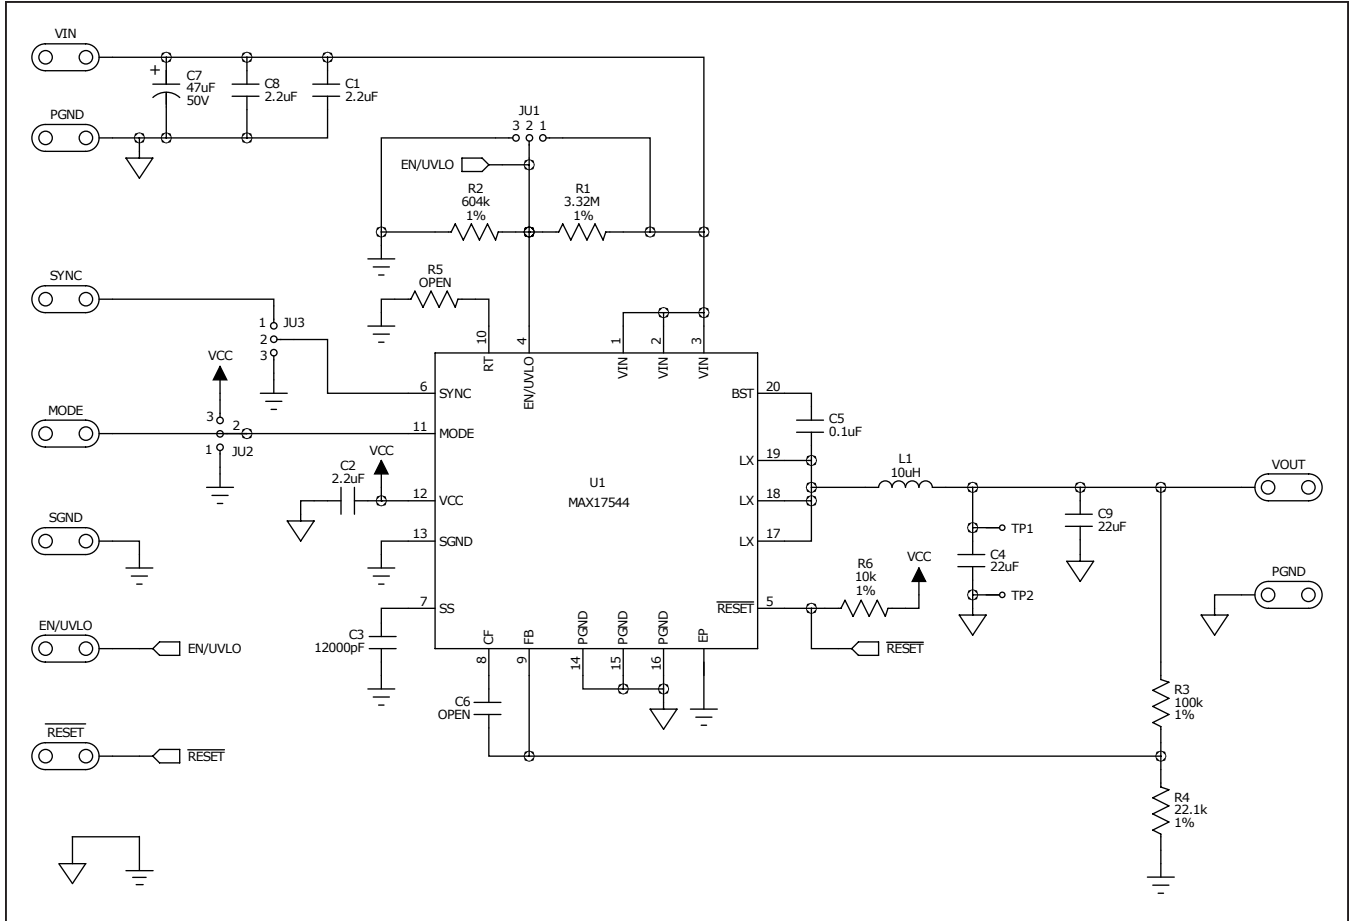 VIN
+
C7
47uF
50V
C8
2.2uF
C1
2.2uF
PGND
JU1
3 2 1
EN/UVLO
R2
604k
1%
R1
3.32M
1%
SYNC
R5
OPEN
1
2
3
JU3
VCC
10
4
1
2
3
RT
EN/UVLO
VIN
VIN
VIN
6
SYNC
BST
20
MODE
3
2
1
JU2
11
MODE
C5
0.1uF
VCC
C2
2.2uF
12
VCC
U1
MAX17544
LX
19
LX
18
LX
17
L1
10uH
VOUT
C9
22uF
TP1
C4
22uF
TP2
SGND
13
SGND
R6
10k
1%
VCC
PGND
7
SS
RESET
5
C3
12000pF
RESET
CF
FB
PGND
PGND
PGND
EP
8
9
14
15
16
EN/UVLO
EN/UVLO
C6
OPEN
R3
100k
1%
RESET
RESET
R4
22.1k
1%